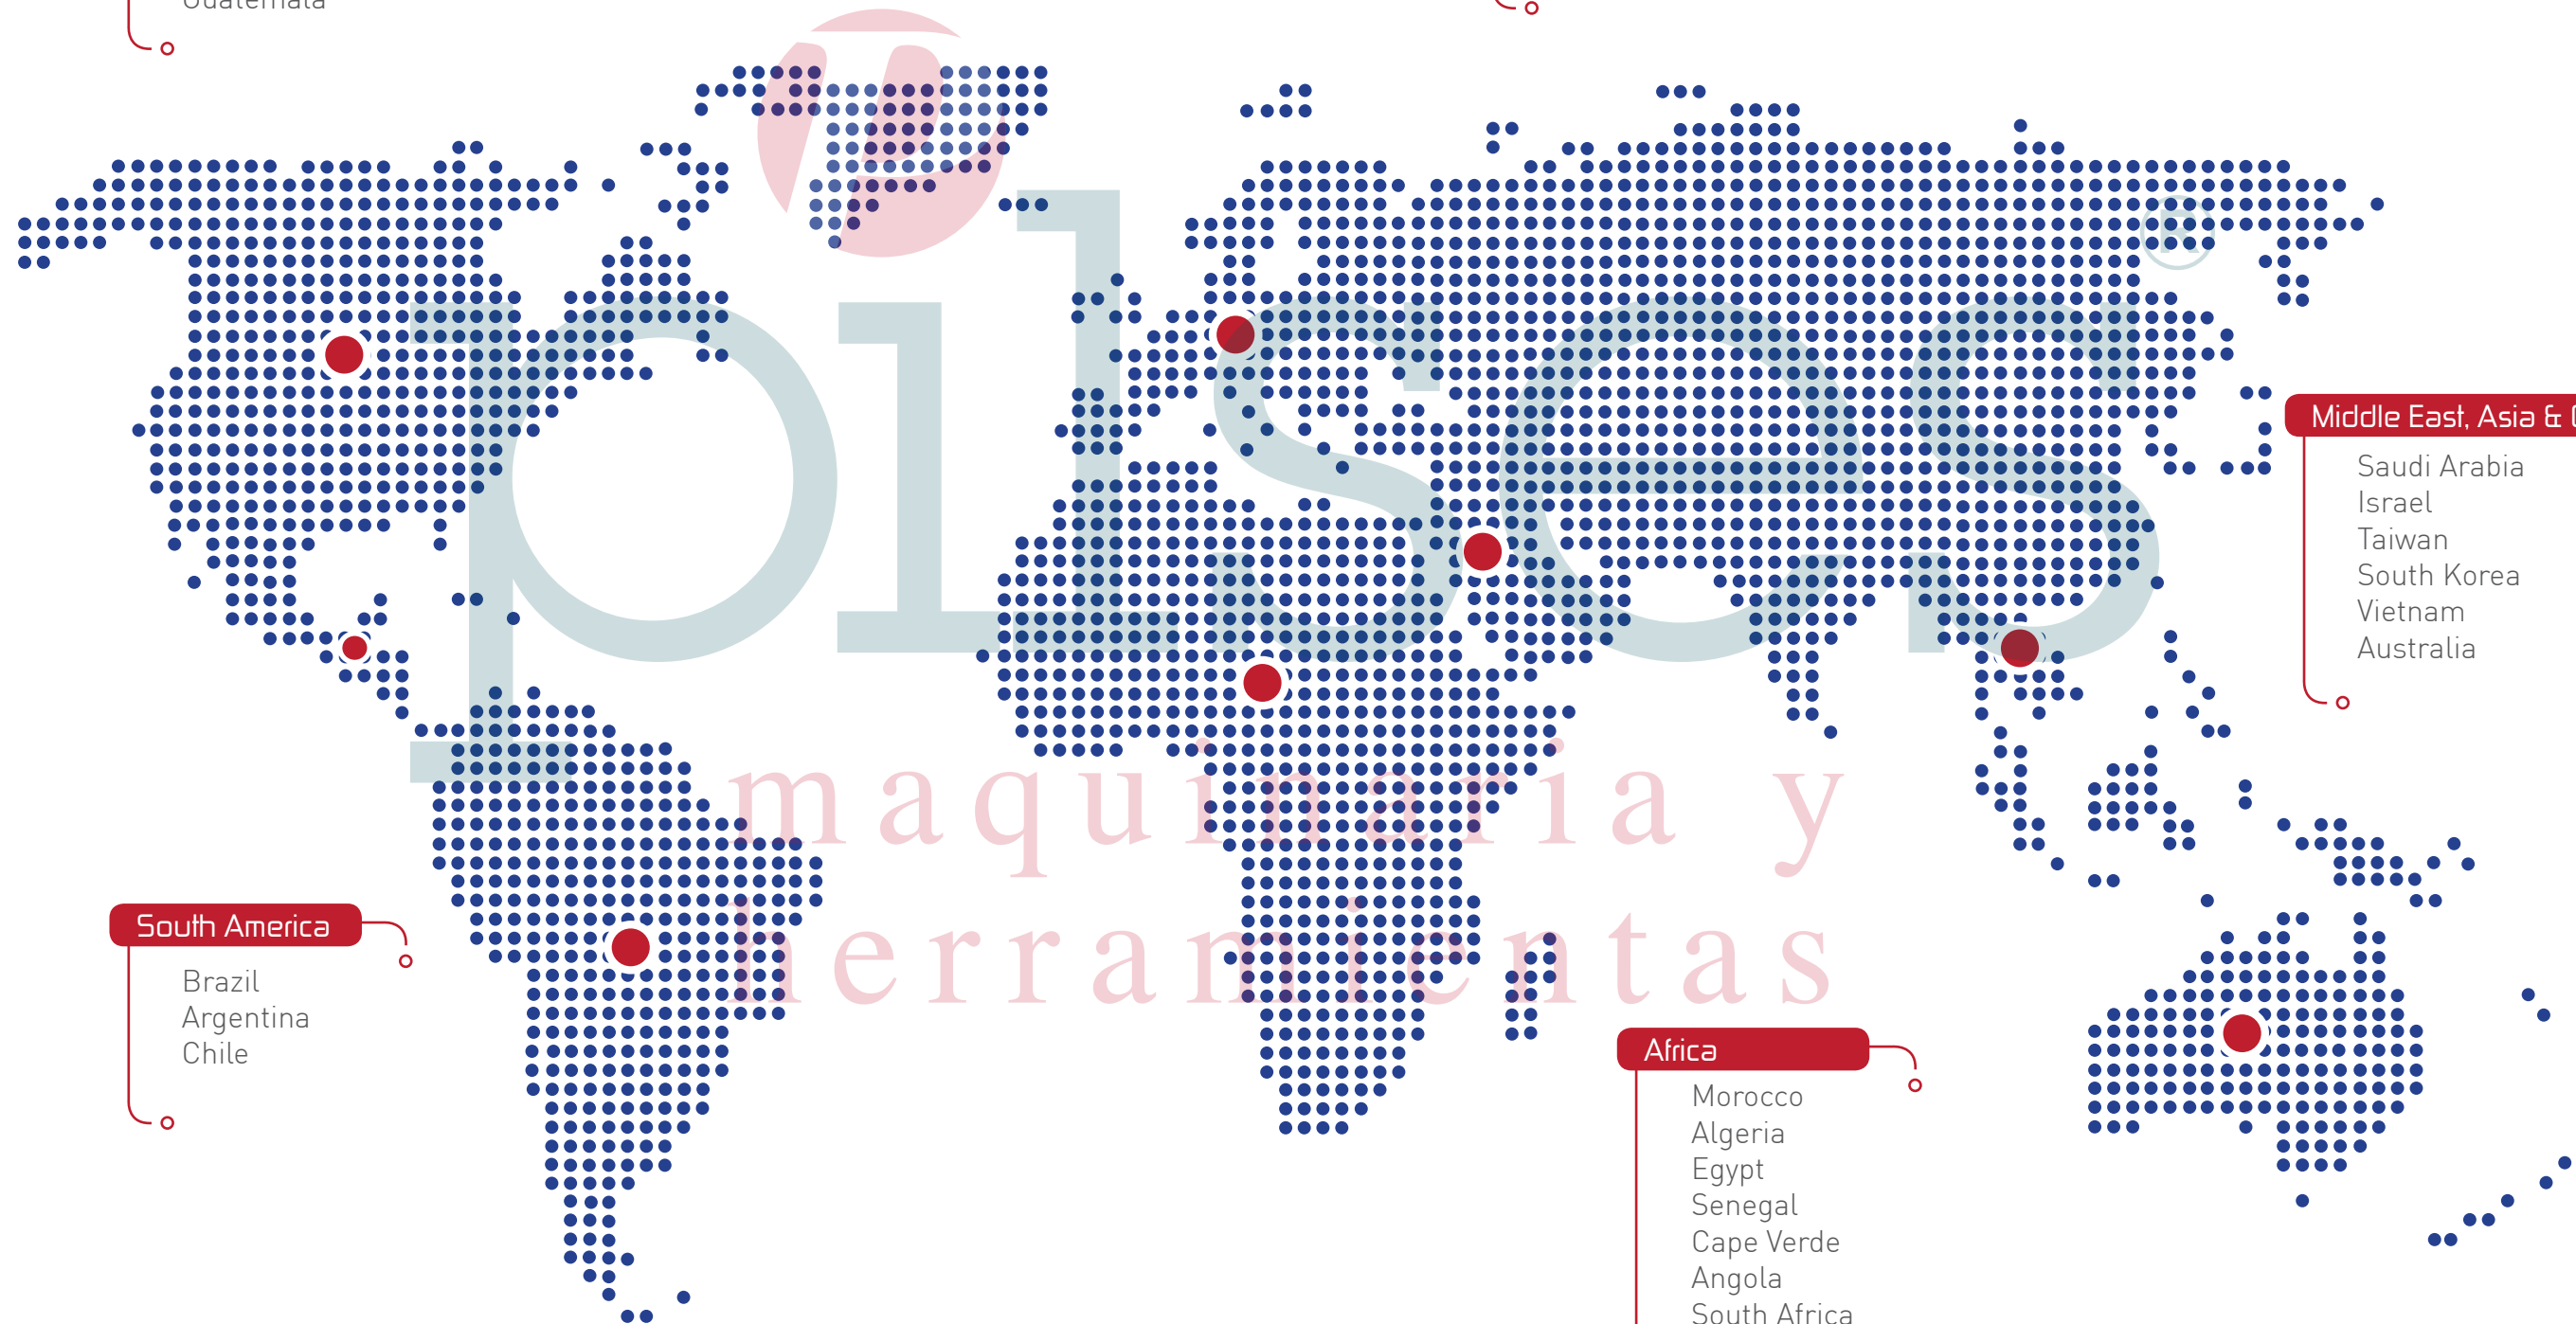 Guatemala
pilses
®
Middle East, Asia &
Saudi Arabia
Israel
Taiwan
South Korea
Vietnam
Australia
maquinaria y
herramientas
South America
Brazil
Argentina
Chile
Africa
Morocco
Algeria
Egypt
Senegal
Cape Verde
Angola
South Africa